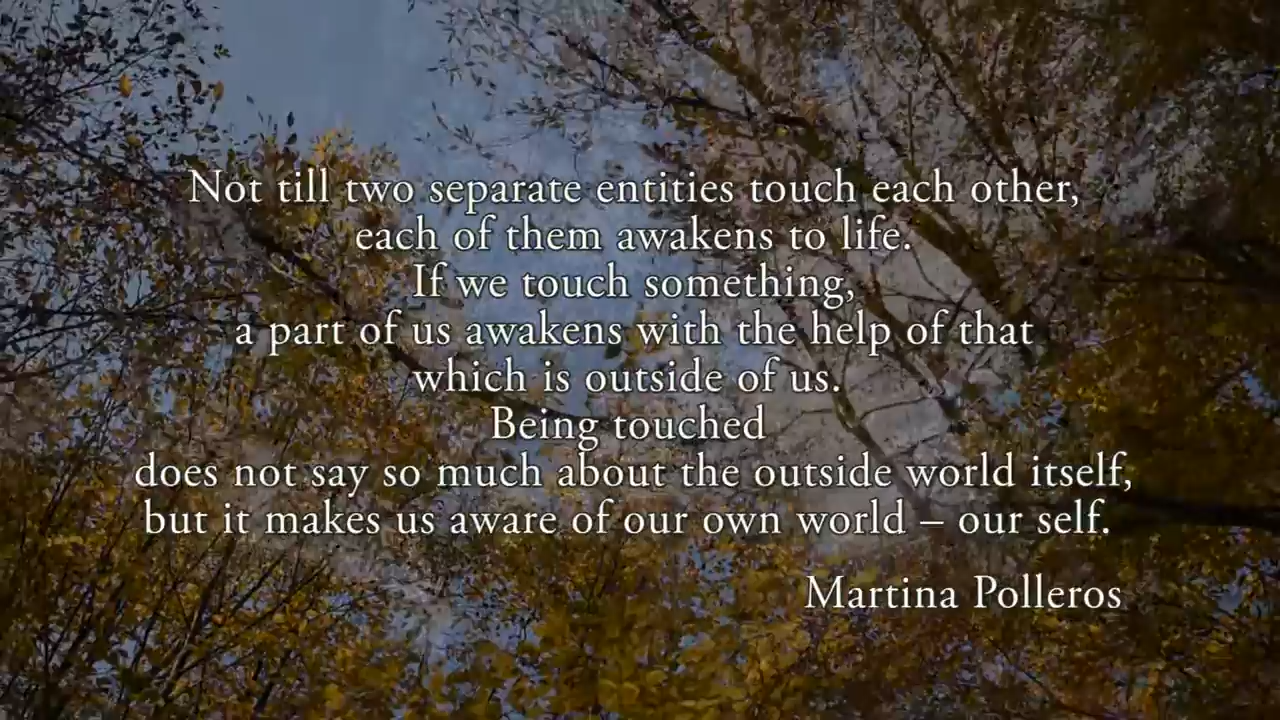 Not till two separate entities touch each other,
each of them awakens to life.
If we touch something,
a part of us awakens with the help of that
which is outside of us.
Being touched
does not say so much about the outside world itself,
but it makes us aware of our own world – our self.
Martina Polleros